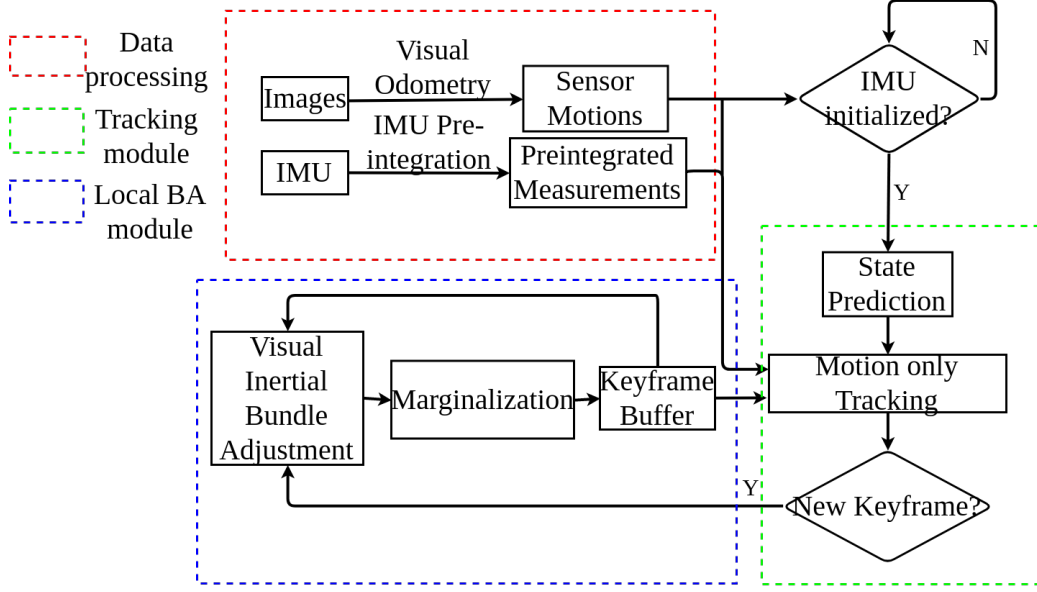 Data
processing
Tracking
module
Local BA
module
Visual
Odometry
Images
Sensor
Motions
IMU Pre-
integration
IMU
Preintegrated
Measurements
IMU
initialized?
N
Y
State
Prediction
Motion only
Tracking
New Keyframe?
Y
Visual
Inertial
Bundle
Adjustment
Marginalization
Keyframe
Buffer